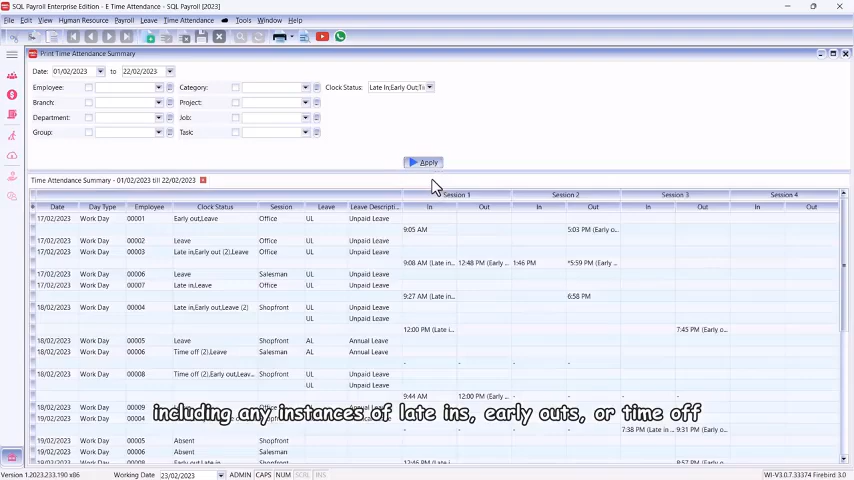 SQL Payroll Enterprise Edition - E Time Attendance - SQL Payroll [2023]
File Edit View Human Resource Payroll Leave Time Attendance Tools Window Help
Print Time Attendance Summary
Date: 01/02/2023 to 22/02/2023
Employee: Category: Clock Status: Late In;Early Out;Ti
Branch: Project:
Department: Job:
Group: Task:
Apply
Time Attendance Summary - 01/02/2023 till 22/02/2023
Session 1 Session 2 Session 3 Session 4
Date Day Type Employee Clock Status Session Leave Leave Descripti... In Out In Out In Out In Out
17/02/2023 Work Day 00001 Early out,Leave Office UL Unpaid Leave
9:05 AM 5:03 PM (Early o...
17/02/2023 Work Day 00002 Leave Office UL Unpaid Leave
17/02/2023 Work Day 00003 Late in,Early out (2),Leave Office UL Unpaid Leave
9:08 AM (Late in... 12:48 PM (Early ... 1:46 PM *5:59 PM (Early o...
17/02/2023 Work Day 00006 Leave Salesman UL Unpaid Leave
17/02/2023 Work Day 00007 Late in,Leave Office UL Unpaid Leave
9:27 AM (Late in... 6:58 PM
18/02/2023 Work Day 00004 Late in,Early out,Leave (2) Shopfront UL Unpaid Leave
UL Unpaid Leave
12:00 PM (Late i... 7:45 PM (Early o...
18/02/2023 Work Day 00005 Leave Shopfront AL Annual Leave
18/02/2023 Work Day 00006 Time off (2),Leave Salesman AL Annual Leave
- - - -
18/02/2023 Work Day 00008 Time off (2),Early out,Leav... Shopfront UL Unpaid Leave
UL Unpaid Leave
9:44 AM 12:00 PM (Early ... - -
18/02/2023 Work Day 00009 Shopfront AL Annual Leave
including any instances of late ins, early outs, or time off
19/02/2023 Work Day 00004 Shopfront
7:38 PM (Late in... 9:31 PM (Early o...
19/02/2023 Work Day 00005 Absent Shopfront
19/02/2023 Work Day 00006 Absent Salesman
19/02/2023 Work Day 00008 Early out,Late in Shopfront
12:46 PM (Late i... 8:57 PM (Early o...
Version 1.2023.233.190 x86 Working Date 23/02/2023 ADMIN CAPS NUM SCRL INS WI-V3.0.7.33374 Firebird 3.0